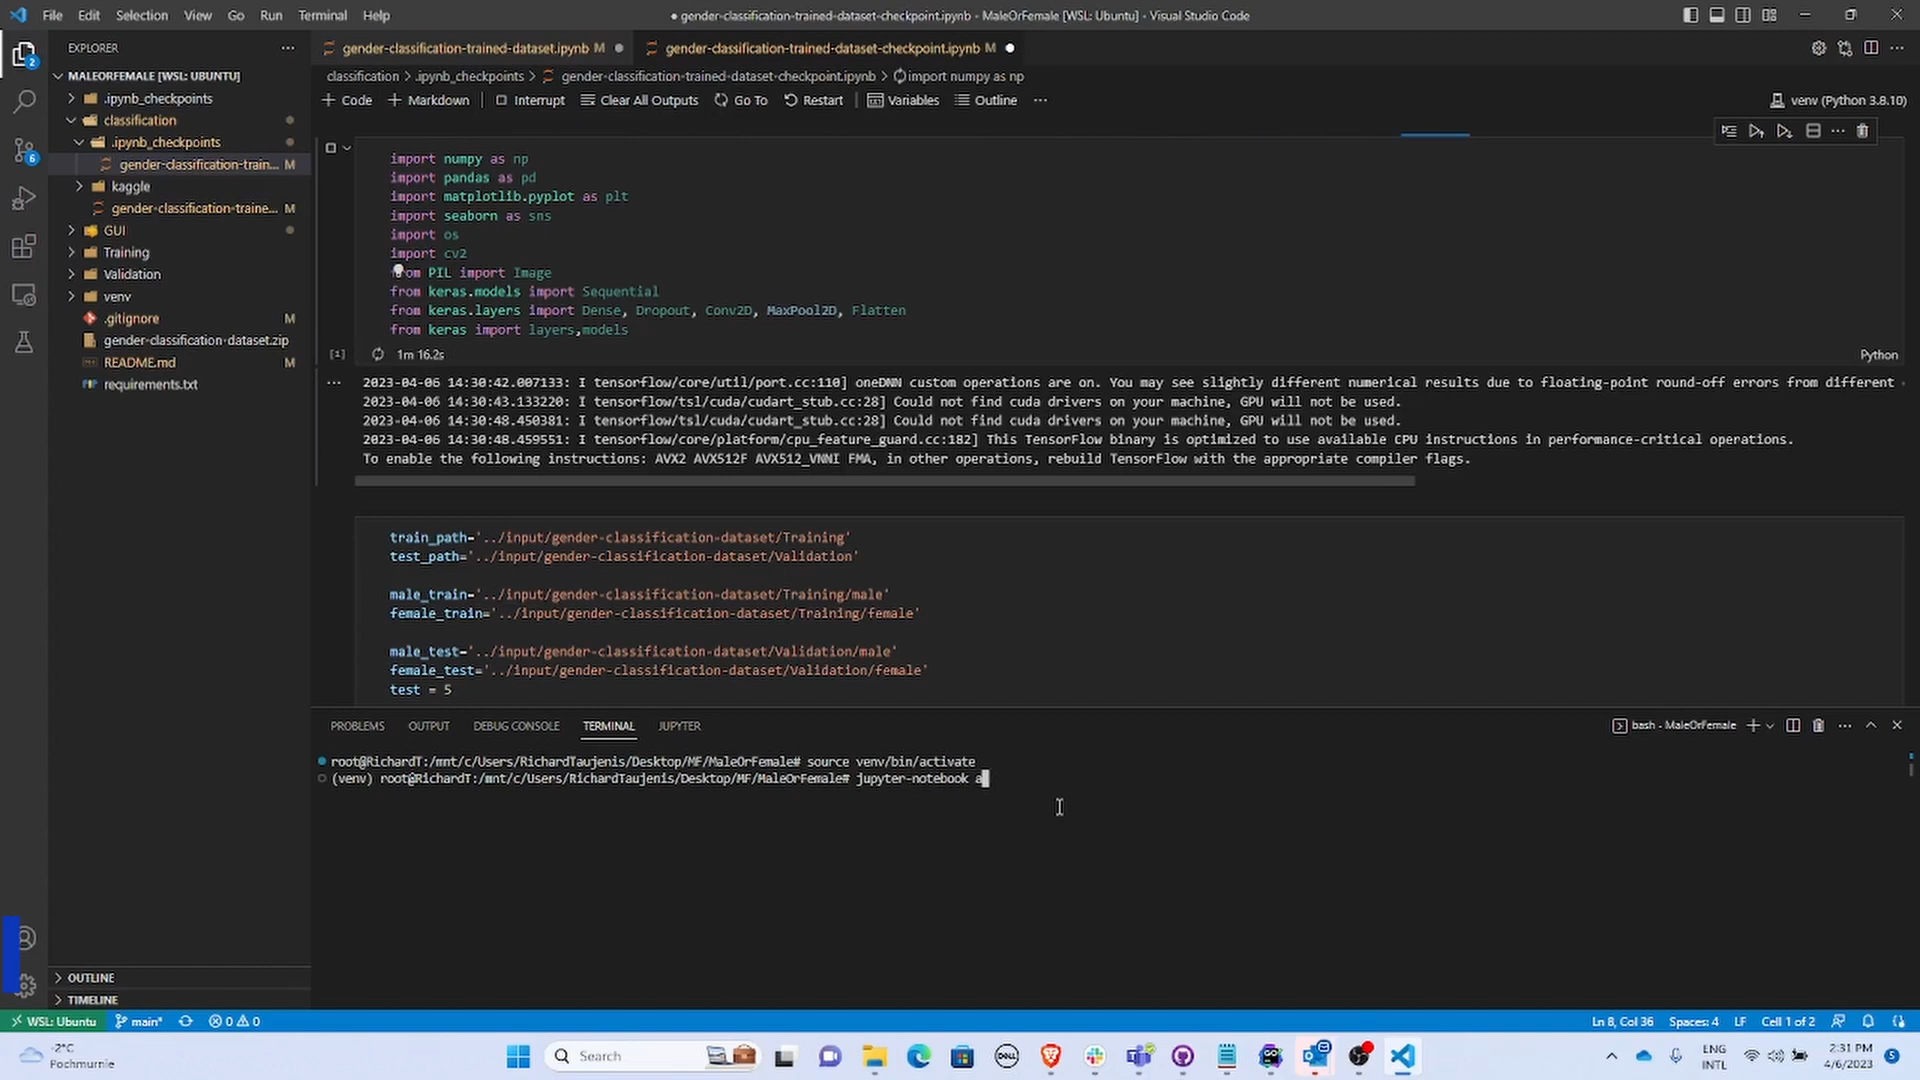 File Edit Selection View Go Run Terminal Help
● gender-classification-trained-dataset-checkpoint.ipynb - MaleOrFemale [WSL: Ubuntu] - Visual Studio Code
EXPLORER
MALEORFEMALE [WSL: UBUNTU]
.ipynb_checkpoints
classification
.ipynb_checkpoints
gender-classification-train... M
kaggle
gender-classification-traine... M
GUI
Training
Validation
venv
.gitignore M
gender-classification-dataset.zip
README.md M
requirements.txt
OUTLINE
TIMELINE
2
6
gender-classification-trained-dataset.ipynb M
gender-classification-trained-dataset-checkpoint.ipynb M
classification > .ipynb_checkpoints > gender-classification-trained-dataset-checkpoint.ipynb > import numpy as np
+ Code + Markdown Interrupt Clear All Outputs Go To Restart Variables Outline ...
venv (Python 3.8.10)
import numpy as np
import pandas as pd
import matplotlib.pyplot as plt
import seaborn as sns
import os
import cv2
from PIL import Image
from keras.models import Sequential
from keras.layers import Dense, Dropout, Conv2D, MaxPool2D, Flatten
from keras import layers,models
[1] 1m 16.2s Python
2023-04-06 14:30:42.007133: I tensorflow/core/util/port.cc:110] oneDNN custom operations are on. You may see slightly different numerical results due to floating-point round-off errors from different
2023-04-06 14:30:43.133220: I tensorflow/tsl/cuda/cudart_stub.cc:28] Could not find cuda drivers on your machine, GPU will not be used.
2023-04-06 14:30:48.450381: I tensorflow/tsl/cuda/cudart_stub.cc:28] Could not find cuda drivers on your machine, GPU will not be used.
2023-04-06 14:30:48.459551: I tensorflow/core/platform/cpu_feature_guard.cc:182] This TensorFlow binary is optimized to use available CPU instructions in performance-critical operations.
To enable the following instructions: AVX2 AVX512F AVX512_VNNI FMA, in other operations, rebuild TensorFlow with the appropriate compiler flags.
train_path='../input/gender-classification-dataset/Training'
test_path='../input/gender-classification-dataset/Validation'
male_train='../input/gender-classification-dataset/Training/male'
female_train='../input/gender-classification-dataset/Training/female'
male_test='../input/gender-classification-dataset/Validation/male'
female_test='../input/gender-classification-dataset/Validation/female'
test = 5
PROBLEMS OUTPUT DEBUG CONSOLE TERMINAL JUPYTER
bash - MaleOrFemale
root@RichardT:/mnt/c/Users/RichardTaujenis/Desktop/MF/MaleOrFemale# source venv/bin/activate
(venv) root@RichardT:/mnt/c/Users/RichardTaujenis/Desktop/MF/MaleOrFemale# jupyter-notebook a
WSL: Ubuntu main* 0 0
Ln 8, Col 36 Spaces: 4 LF Cell 1 of 2
-2°C
Pochmurnie
Search
DELL
ENG
INTL
2:31 PM
4/6/2023
5